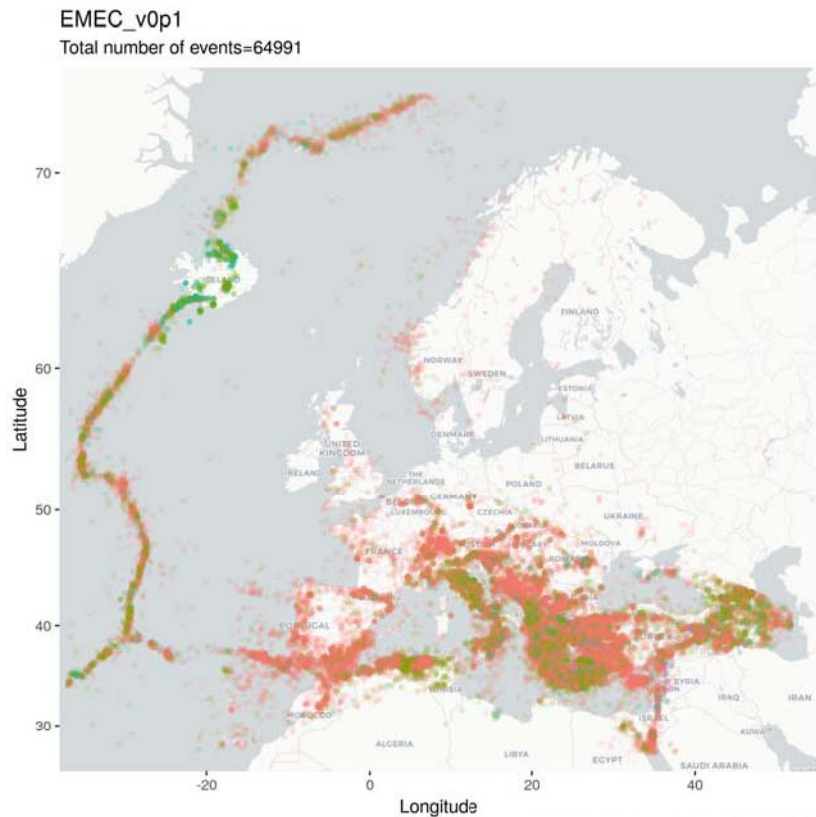 EMEC_v0p1
Total number of events=64991
70
60
50
40
30
Latitude
ICELAND
FINLAND
NORWAY
SWEDEN
ESTONIA
LATVIA
DENMARK
LITHUANIA
UNITED
KINGDOM
IRELAND
BELARUS
THE
NETHERLANDS
POLAND
GERMANY
LUXEMBOURG
CZECHIA
UKRAINE
MOLDOVA
FRANCE
PORTUGAL
TUNISIA
SYRIA
MOROCCO
IRAQ
IRAN
ISRAEL
KUWAIT
ALGERIA
LIBYA
EGYPT
SAUDI ARABIA
-20
0
20
40
Longitude